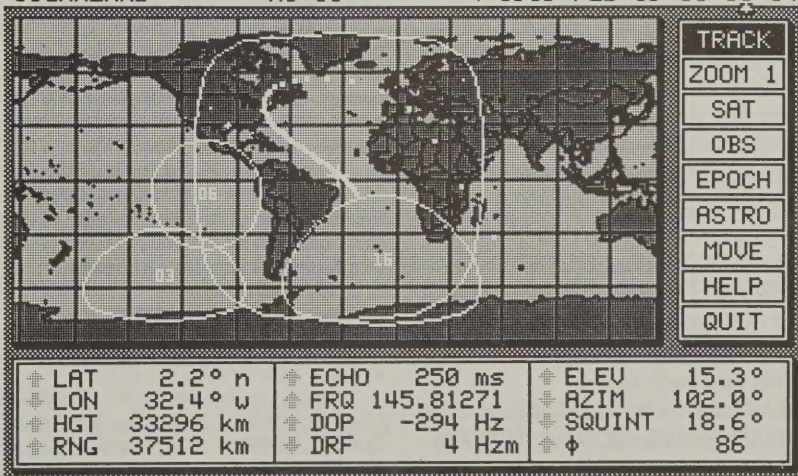 TRACK
ZOOM 1
SAT
OBS
EPOCH
ASTRO
MOVE
HELP
QUIT
06
03
16
LAT 2.2° n
LON 32.4° w
HGT 33296 km
RNG 37512 km
ECHO 250 ms
FRQ 145.81271
DOP -294 Hz
DRF 4 Hzm
ELEV 15.3°
AZIM 102.0°
SQUINT 18.6°
ϕ 86